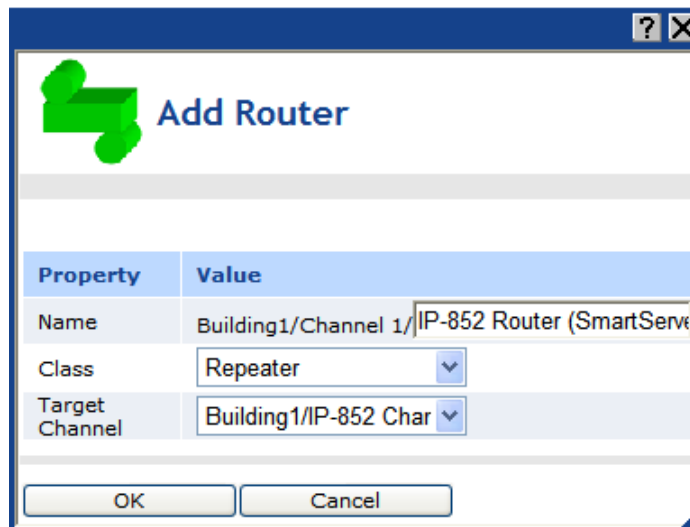 ?
Add Router
Property Value
Name Building1/Channel 1/ IP-852 Router (SmartServe
Class Repeater
Target Channel Building1/IP-852 Char
OK Cancel